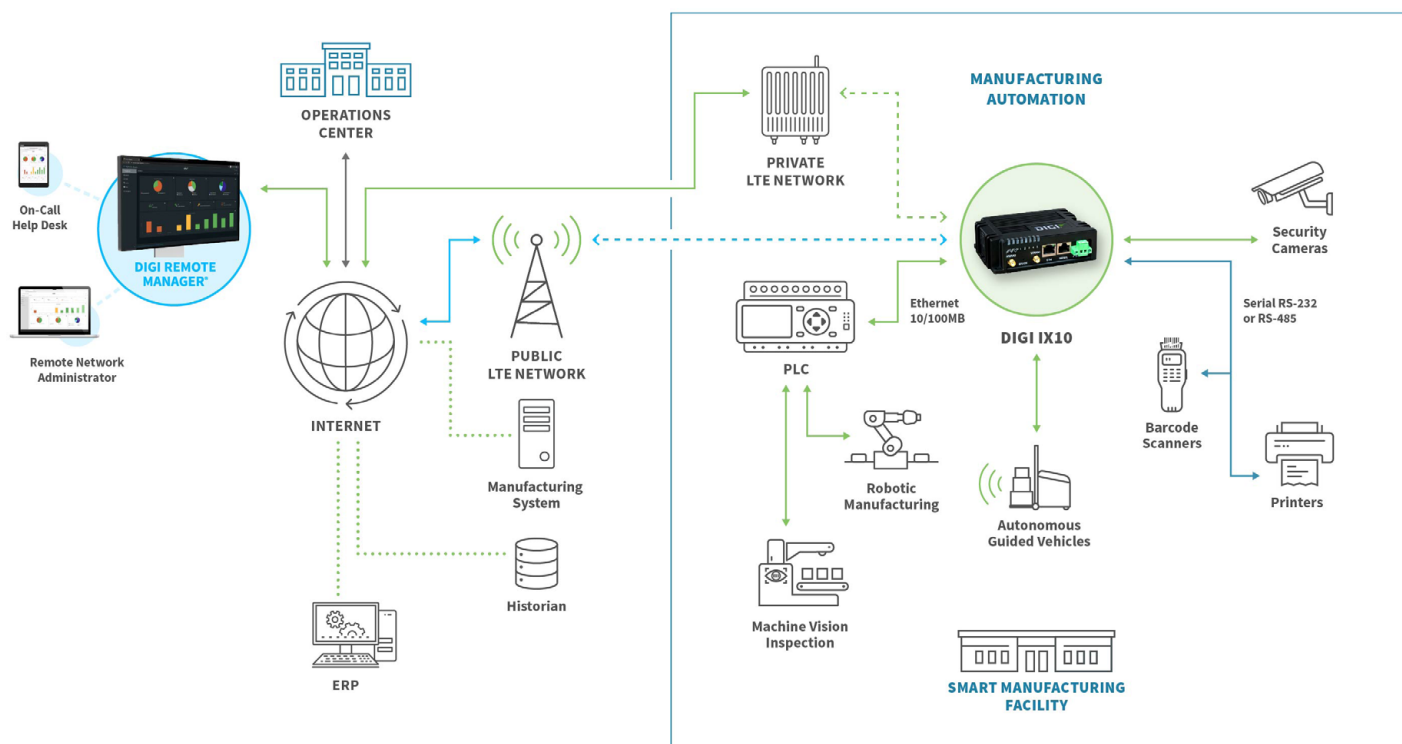 OPERATIONS
CENTER
On-Call
Help Desk
DIGI REMOTE
MANAGER®
Remote Network
Administrator
INTERNET
PUBLIC
LTE NETWORK
Manufacturing
System
Historian
ERP
PRIVATE
LTE NETWORK
MANUFACTURING
AUTOMATION
DIGI
DIGI IX10
Ethernet
10/100MB
PLC
Security
Cameras
Serial RS-232
or RS-485
Barcode
Scanners
Printers
Robotic
Manufacturing
Autonomous
Guided Vehicles
Machine Vision
Inspection
SMART MANUFACTURING
FACILITY